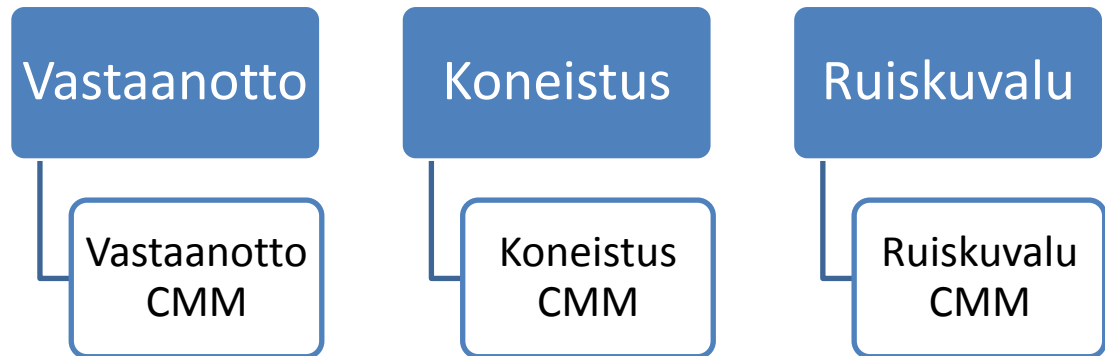 Vastaanotto
Koneistus
Ruiskuvalu
Vastaanotto
CMM
Koneistus
CMM
Ruiskuvalu
CMM